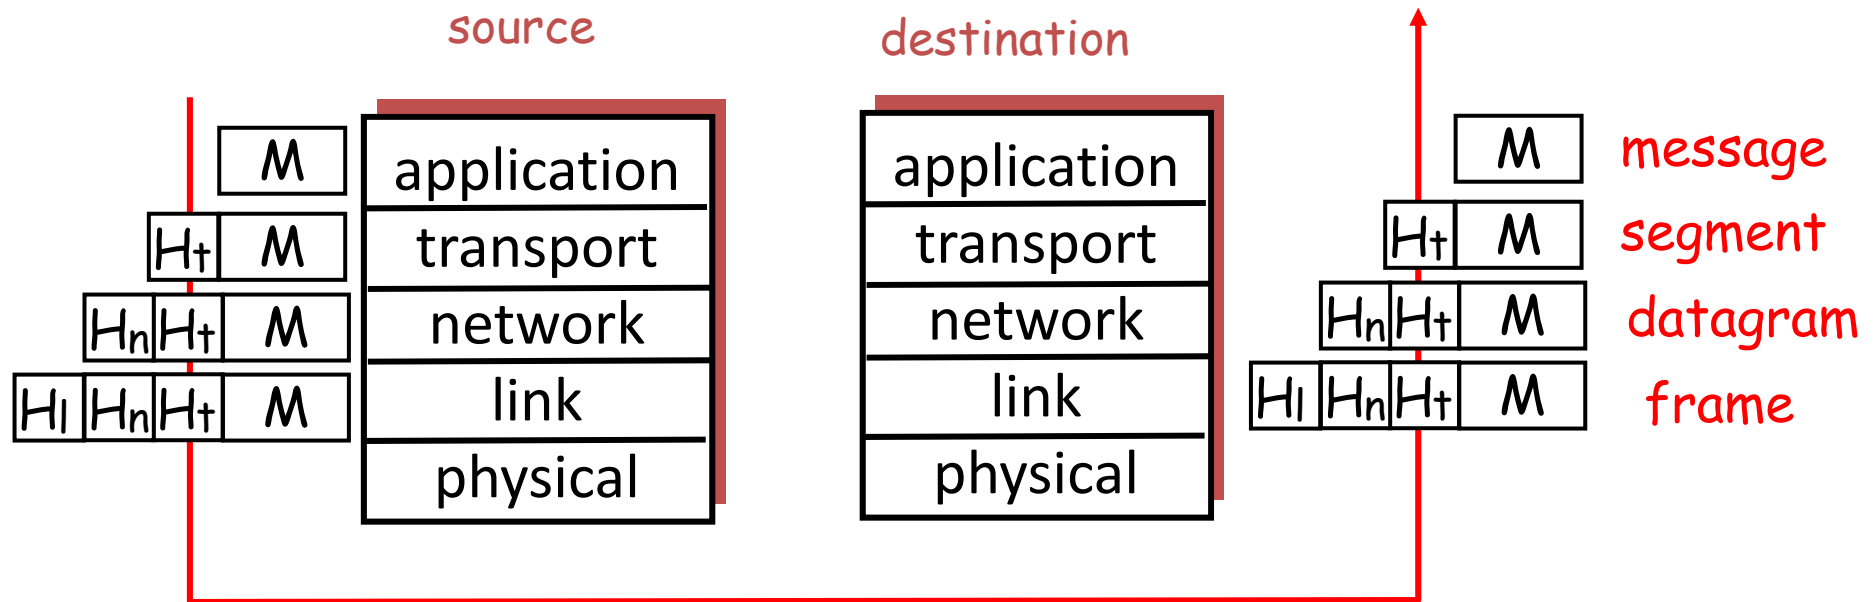 source destination
M application application M message
Ht M transport transport Ht M segment
Hn Ht M network network Hn Ht M datagram
Hl Hn Ht M link link Hl Hn Ht M frame
physical physical